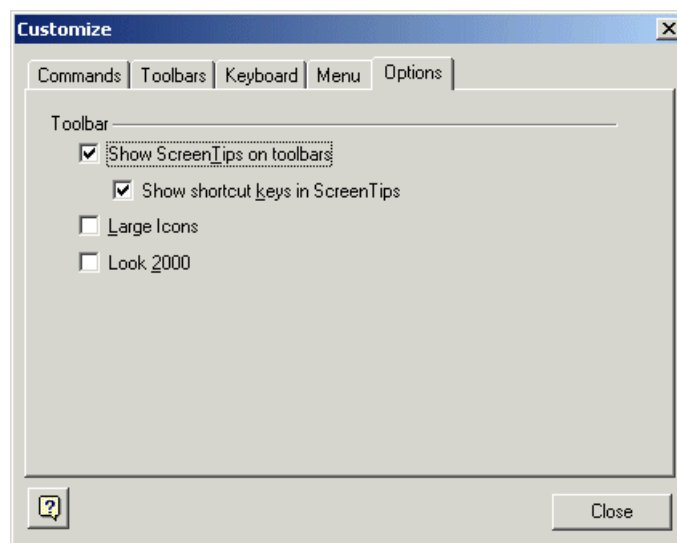 Customize
Commands Toolbars Keyboard Menu Options
Toolbar
Show ScreenTips on toolbars
Show shortcut keys in ScreenTips
Large Icons
Look 2000
Close